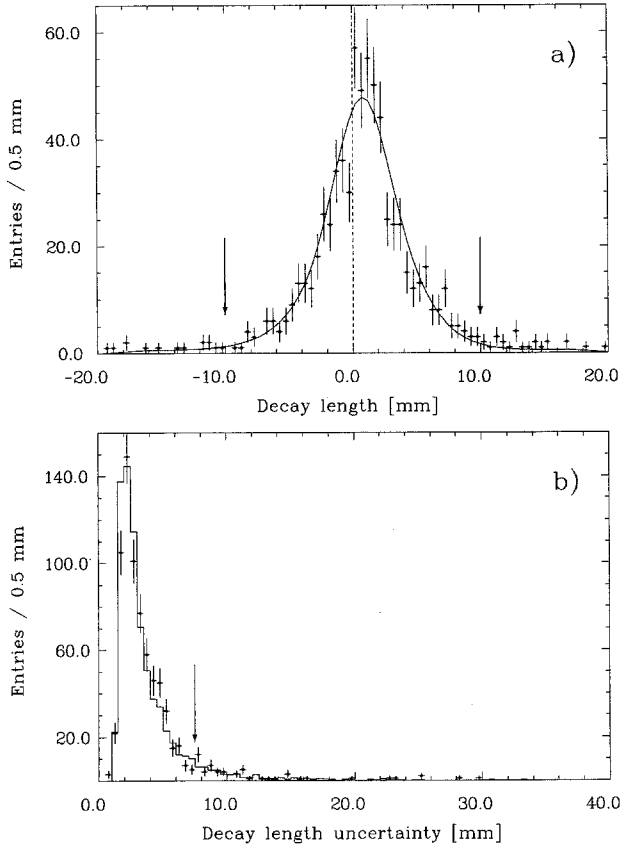 60.0
a)
40.0
20.0
0.0
Entries / 0.5 mm
-20.0 -10.0 0.0 10.0 20.0
Decay length [mm]
140.0
b)
100.0
60.0
20.0
Entries / 0.5 mm
0.0 10.0 20.0 30.0 40.0
Decay length uncertainty [mm]